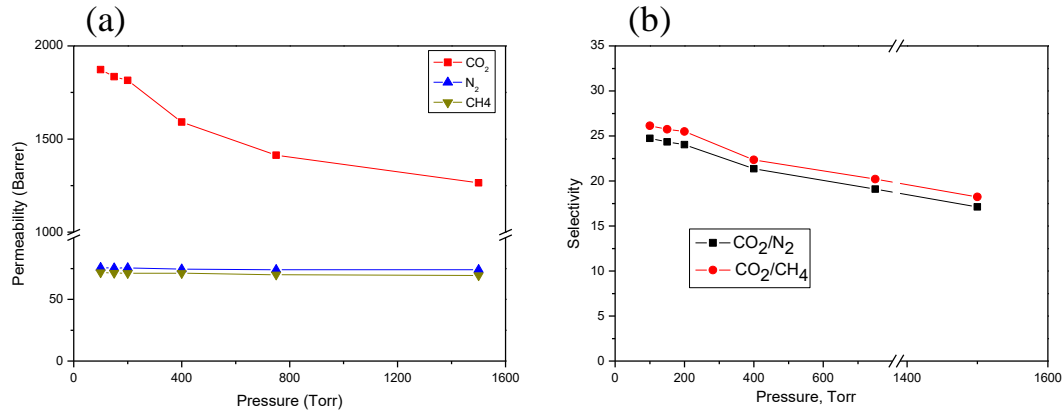 (a)
2000
1500
1000
50
0
Permeability (Barrer)
CO₂
N₂
CH4
0
400
800
1200
1600
Pressure (Torr)
(b)
35
30
25
20
15
10
5
0
Selectivity
CO₂/N₂
CO₂/CH₄
0
200
400
600
800
1400
1600
Pressure, Torr